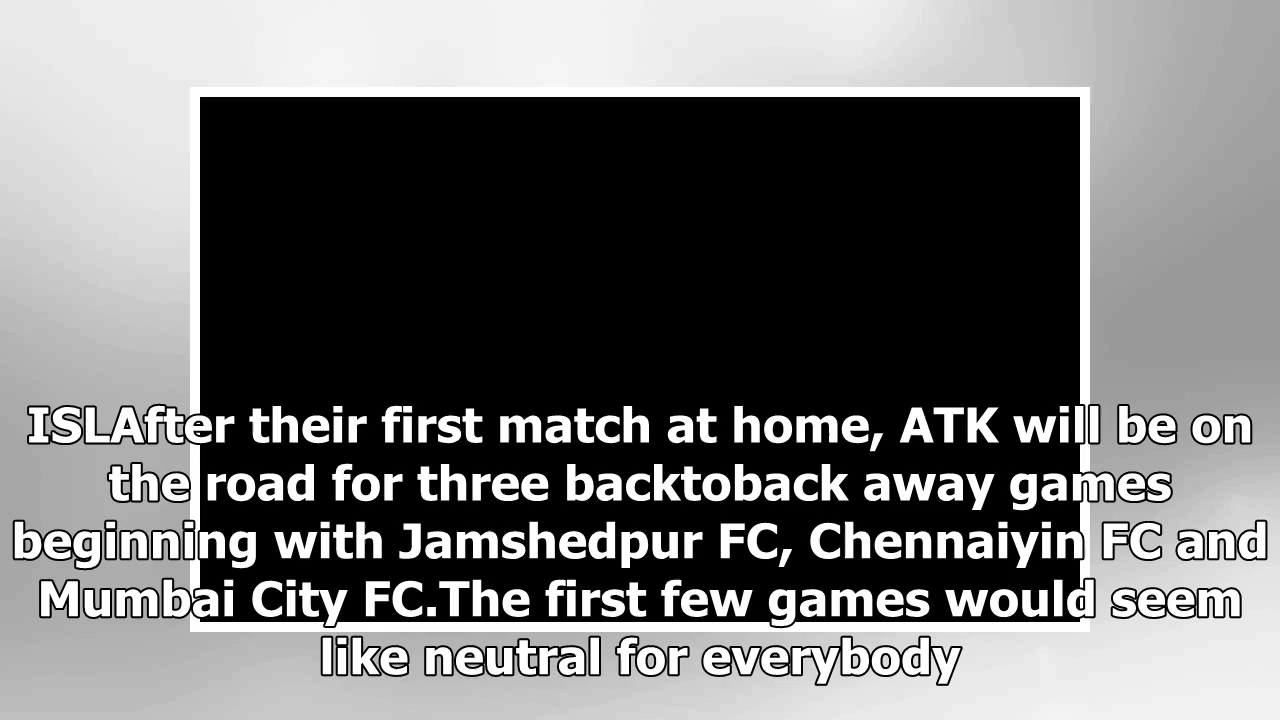 ISLAfter their first match at home, ATK will be on
the road for three backtoback away games
beginning with Jamshedpur FC, Chennaiyin FC and
Mumbai City FC.The first few games would seem
like neutral for everybody